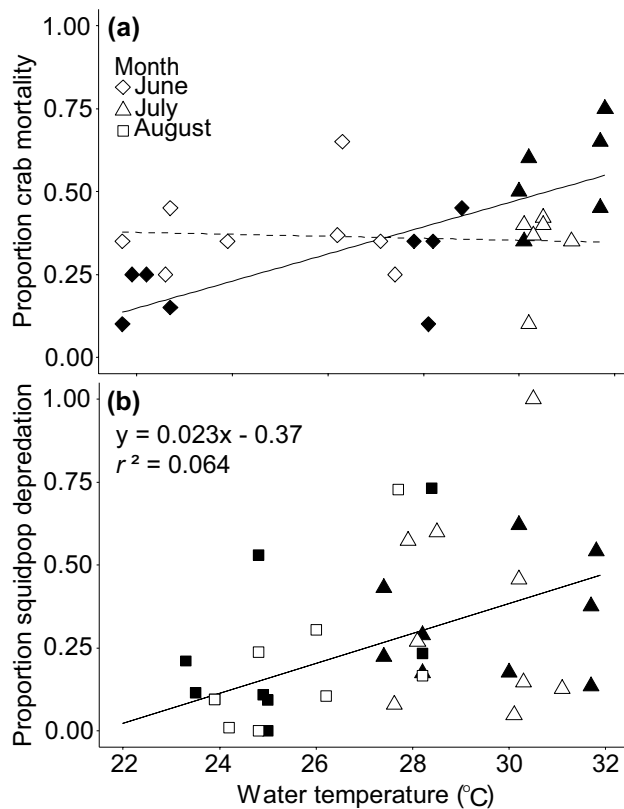 (a)
Month
June
July
August
1.00
0.75
0.50
0.25
0.00
Proportion crab mortality
(b)
y = 0.023x - 0.37
r² = 0.064
1.00
0.75
0.50
0.25
0.00
Proportion squidpop depredation
22 24 26 28 30 32
Water temperature (°C)